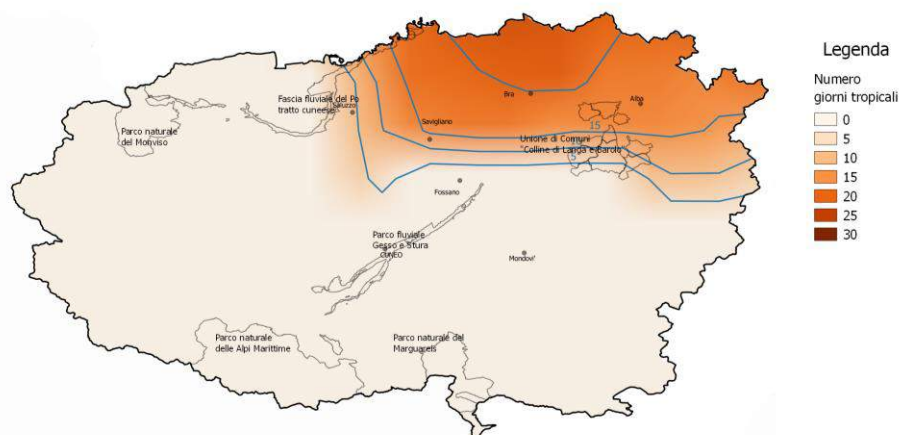 Legenda
Numero
giorni tropicali
0
5
10
15
20
25
30
Fascia fluviale del Po
tratto cuneese
Saluzzo
Parco naturale
del Monviso
Bra
Alba
Savigliano
15
Unione di Comuni
"Colline di Langa e Barolo"
5
Fossano
Parco fluviale
Gesso e Stura
CUNEO
Mondovi'
Parco naturale
delle Alpi Marittime
Parco naturale del
Marguareis